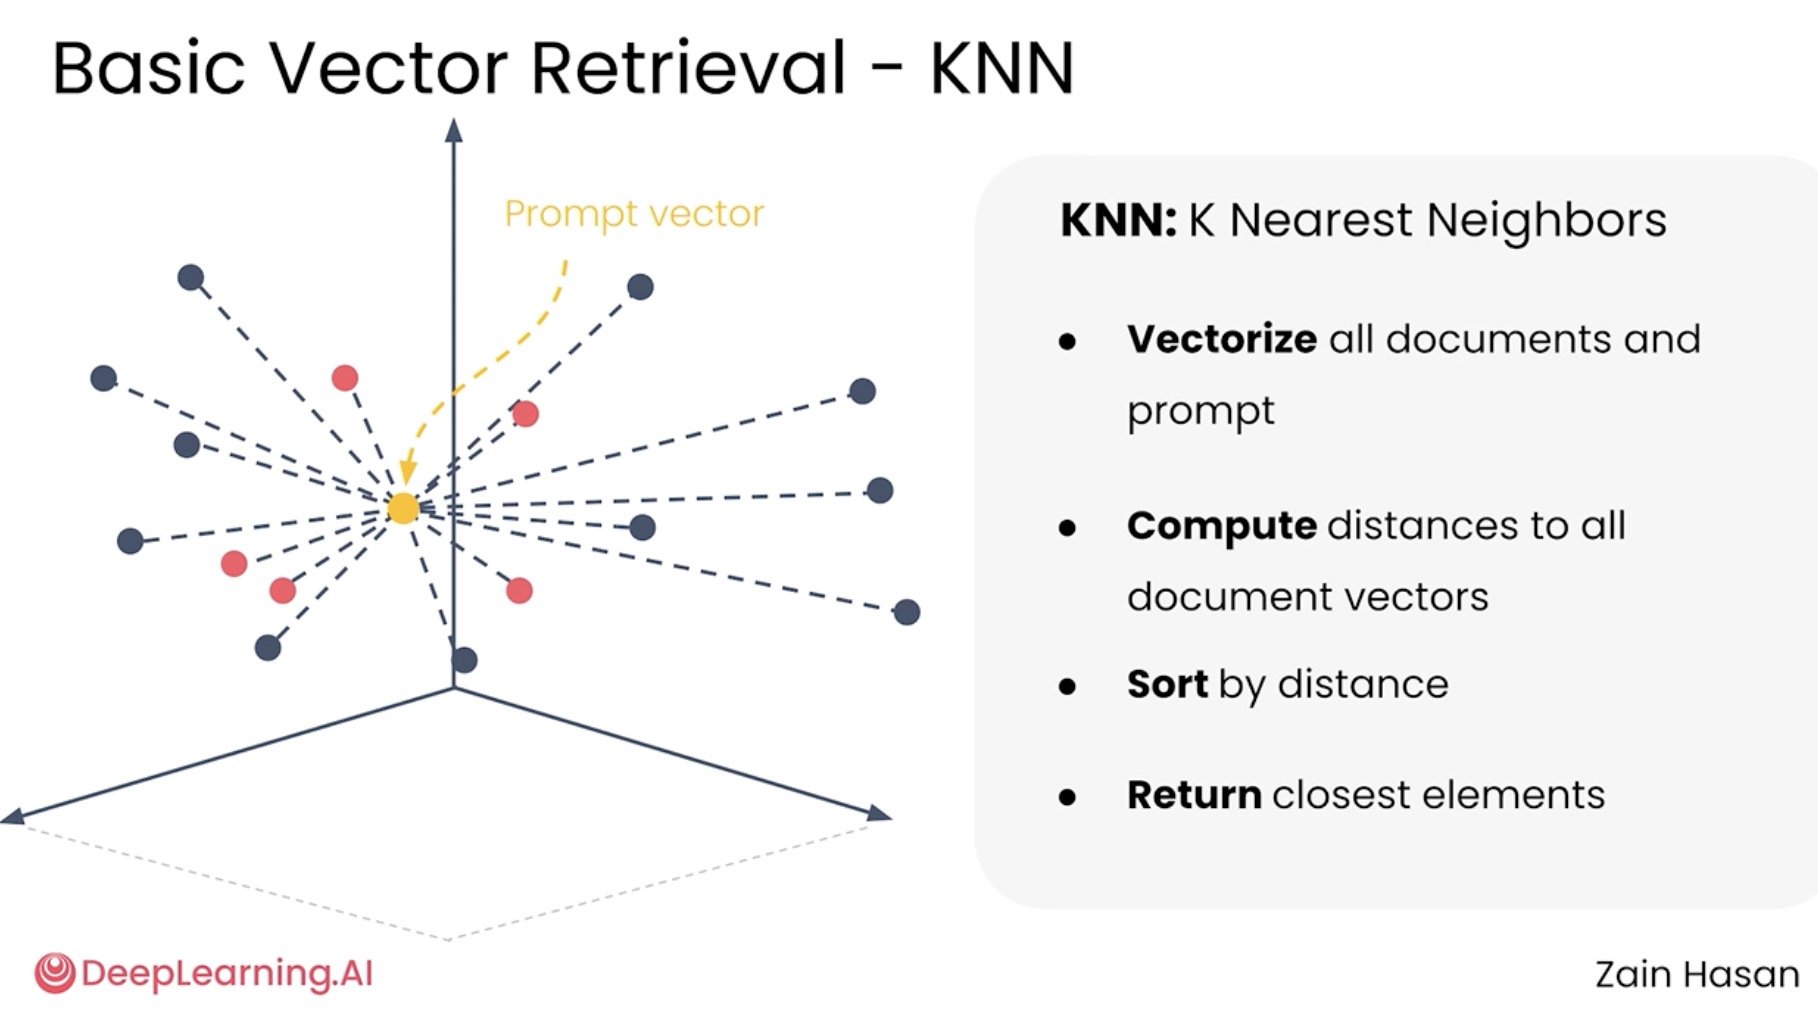 Basic Vector Retrieval - KNN
Prompt vector
KNN: K Nearest Neighbors
● Vectorize all documents and
prompt
● Compute distances to all
document vectors
● Sort by distance
● Return closest elements
DeepLearning.AI
Zain Hasan